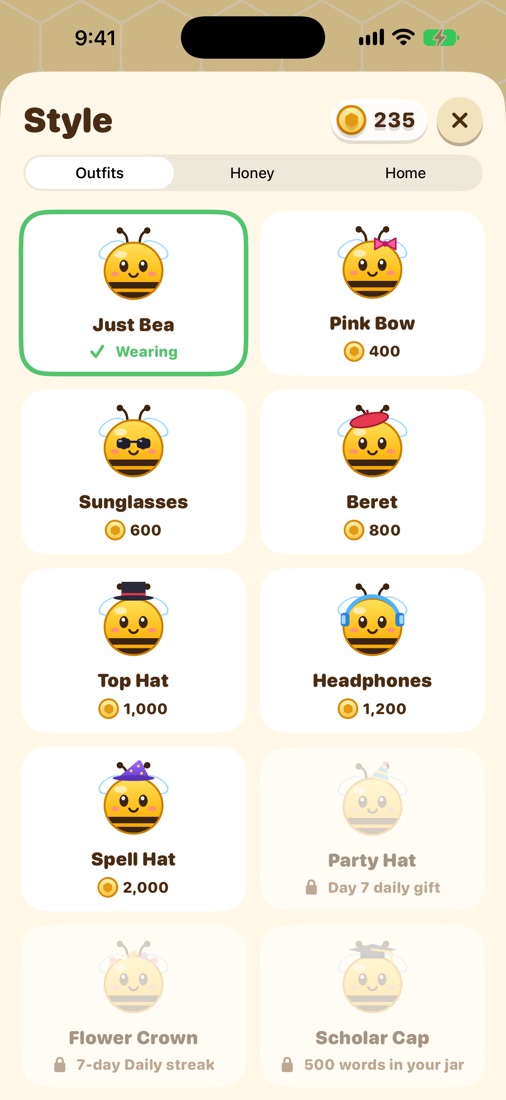 9:41
Style
235
Outfits
Honey
Home
Just Bea
Wearing
Pink Bow
400
Sunglasses
600
Beret
800
Top Hat
1,000
Headphones
1,200
Spell Hat
2,000
Party Hat
Day 7 daily gift
Flower Crown
7-day Daily streak
Scholar Cap
500 words in your jar